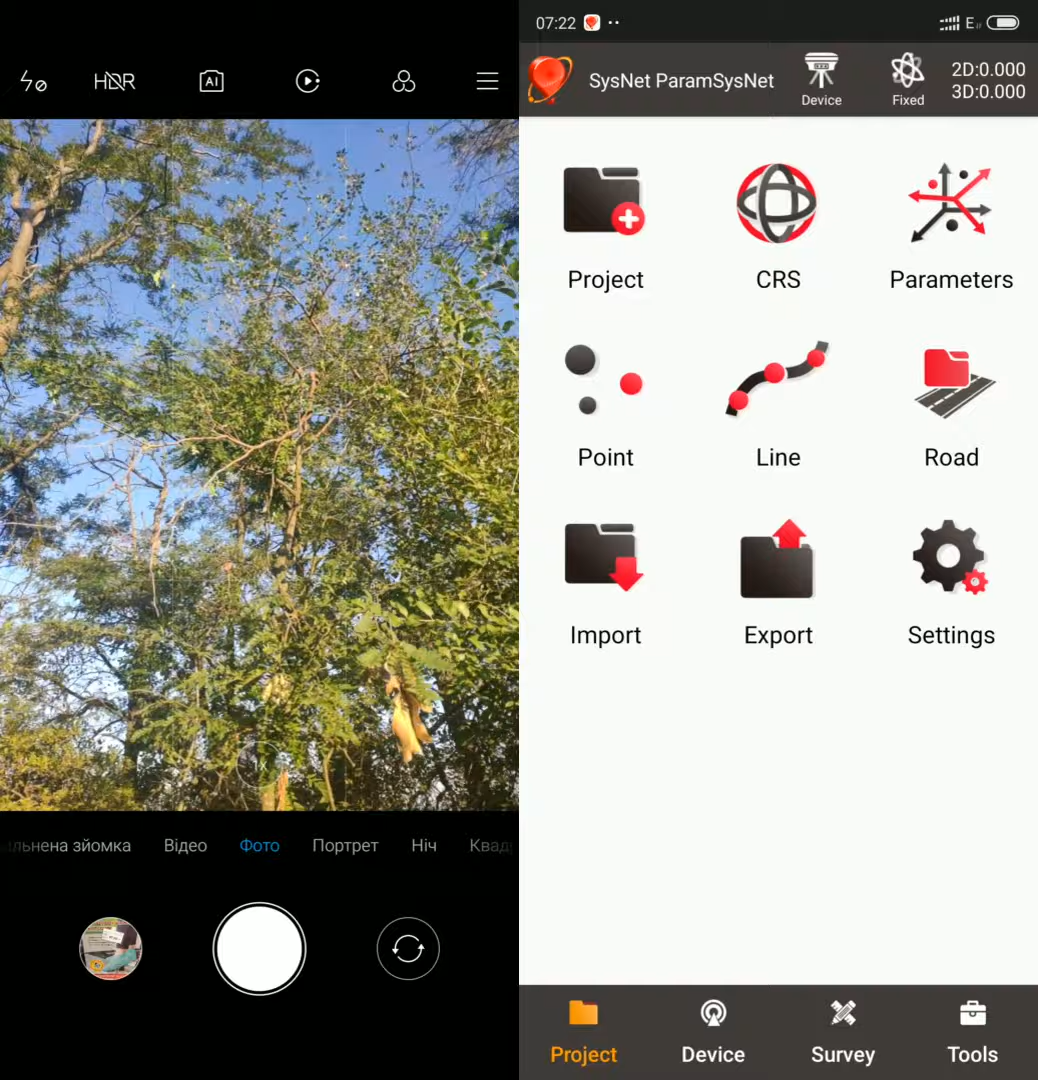 HDR
AI
льнена зйомка Відео Фото Портрет Ніч Квад
07:22
E
SysNet ParamSysNet
Device
Fixed
2D:0.000
3D:0.000
Project CRS Parameters
Point Line Road
Import Export Settings
Project Device Survey Tools